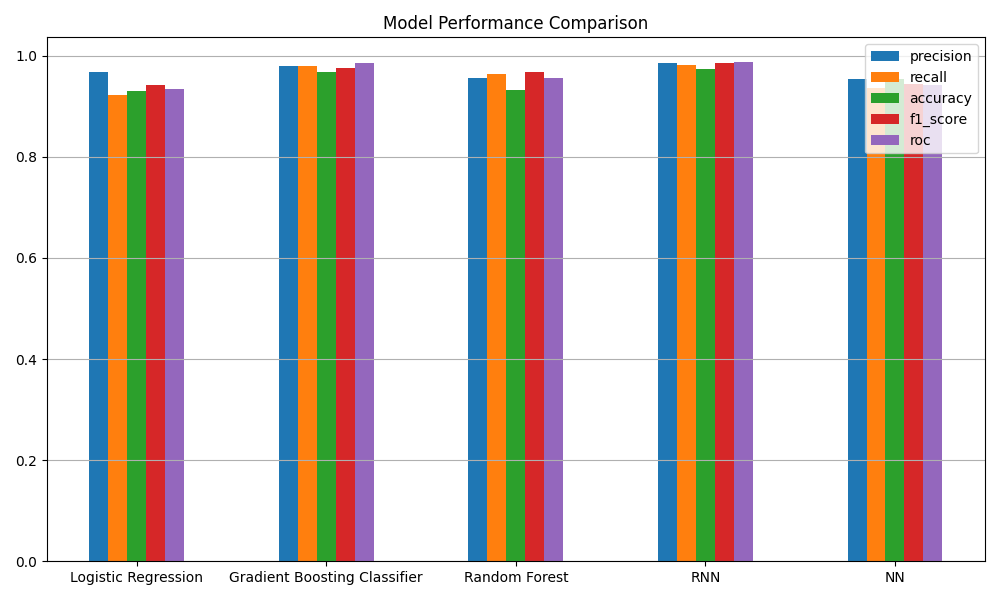 Model Performance Comparison
1.0
0.8
0.6
0.4
0.2
0.0
precision
recall
accuracy
f1_score
roc
Logistic Regression
Gradient Boosting Classifier
Random Forest
RNN
NN